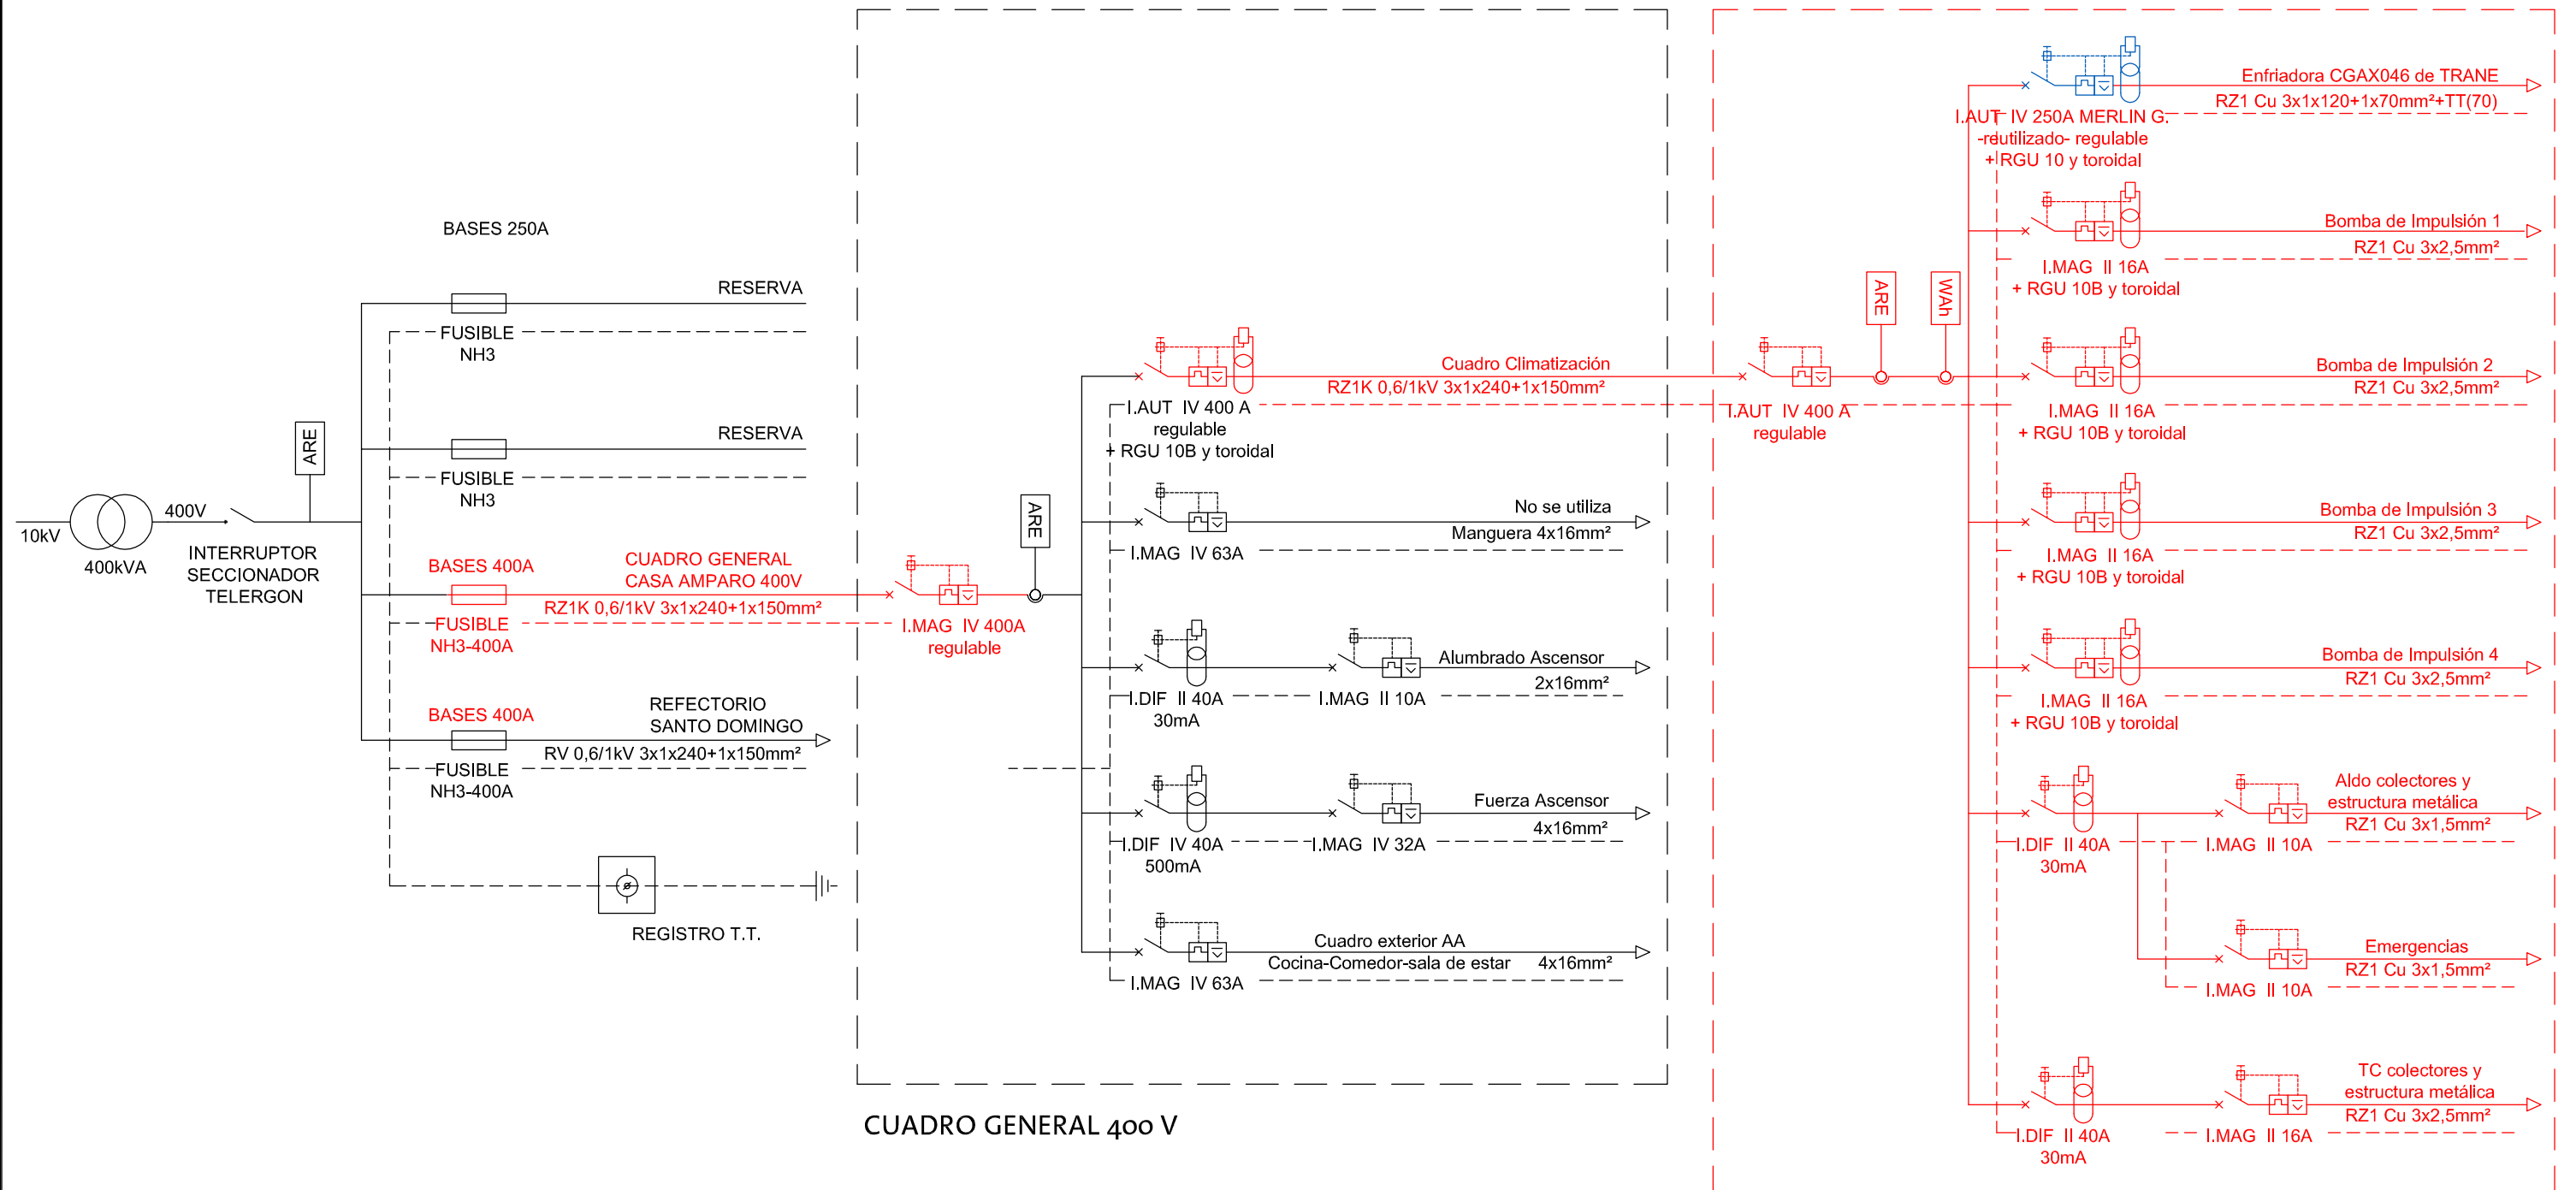 10kV
400kVA
400V
INTERRUPTOR
SECCIONADOR
TELERGON
ARE
BASES 250A
RESERVA
FUSIBLE
NH3
RESERVA
FUSIBLE
NH3
BASES 400A
CUADRO GENERAL
CASA AMPARO 400V
RZ1K 0,6/1kV 3x1x240+1x150mm²
FUSIBLE
NH3-400A
BASES 400A
REFECTORIO
SANTO DOMINGO
RV 0,6/1kV 3x1x240+1x150mm²
FUSIBLE
NH3-400A
REGISTRO T.T.
I.MAG IV 400A
regulable
ARE
Cuadro Climatización
RZ1K 0,6/1kV 3x1x240+1x150mm²
I.AUT IV 400 A
regulable
+ RGU 10B y toroidal
No se utiliza
Manguera 4x16mm²
I.MAG IV 63A
Alumbrado Ascensor
2x16mm²
I.DIF II 40A
30mA
I.MAG II 10A
Fuerza Ascensor
4x16mm²
I.DIF IV 40A
500mA
I.MAG IV 32A
Cuadro exterior AA
Cocina-Comedor-sala de estar 4x16mm²
I.MAG IV 63A
CUADRO GENERAL 400 V
I.AUT IV 400 A
regulable
ARE
WAh
Enfriadora CGAX046 de TRANE
RZ1 Cu 3x1x120+1x70mm²+TT(70)
I.AUT IV 250A MERLIN G.
-reutilizado- regulable
+ RGU 10 y toroidal
Bomba de Impulsión 1
RZ1 Cu 3x2,5mm²
I.MAG II 16A
+ RGU 10B y toroidal
Bomba de Impulsión 2
RZ1 Cu 3x2,5mm²
I.MAG II 16A
+ RGU 10B y toroidal
Bomba de Impulsión 3
RZ1 Cu 3x2,5mm²
I.MAG II 16A
+ RGU 10B y toroidal
Bomba de Impulsión 4
RZ1 Cu 3x2,5mm²
I.MAG II 16A
+ RGU 10B y toroidal
Aldo colectores y
estructura metálica
RZ1 Cu 3x1,5mm²
I.DIF II 40A
30mA
I.MAG II 10A
Emergencias
RZ1 Cu 3x1,5mm²
I.MAG II 10A
TC colectores y
estructura metálica
RZ1 Cu 3x2,5mm²
I.DIF II 40A
30mA
I.MAG II 16A